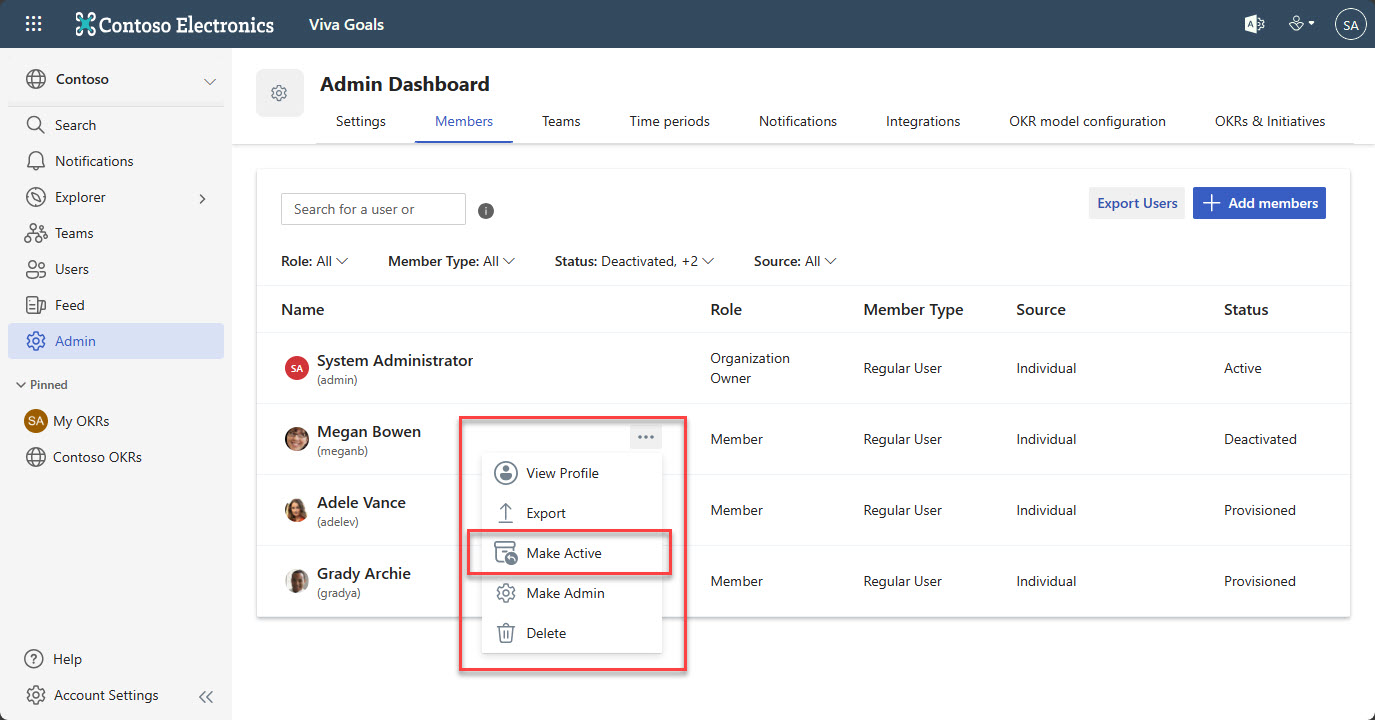 Contoso Electronics
Viva Goals
A
SA
Contoso
Search
Notifications
Explorer
Teams
Users
Feed
Admin
Pinned
SA My OKRs
Contoso OKRs
Help
Account Settings
Admin Dashboard
Settings Members Teams Time periods Notifications Integrations OKR model configuration OKRs & Initiatives
Search for a user or
i
Export Users
Add members
Role: All Member Type: All Status: Deactivated, +2 Source: All
Name Role Member Type Source Status
SA
System Administrator
(admin)
Organization
Owner
Regular User
Individual
Active
Megan Bowen
(meganb)
Member
Regular User
Individual
Deactivated
Adele Vance
(adelev)
Member
Regular User
Individual
Provisioned
Grady Archie
(gradya)
Member
Regular User
Individual
Provisioned
View Profile
Export
Make Active
Make Admin
Delete